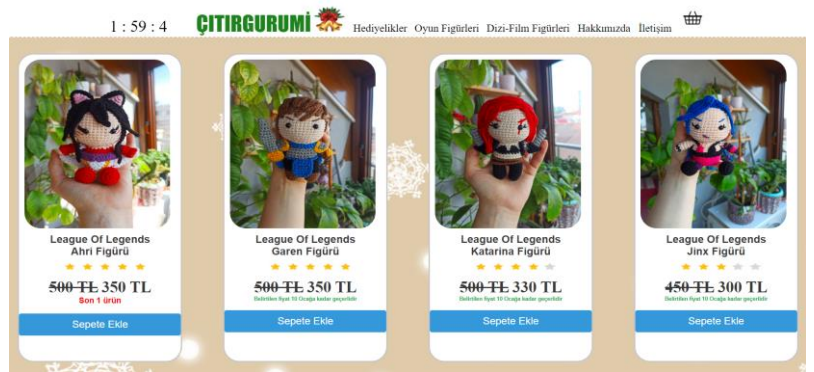 1 : 59 : 4
ÇITIRGURUMİ
Hediyelikler Oyun Figürleri Dizi-Film Figürleri Hakkımızda İletişim
League Of Legends
Ahri Figürü
500 TL 350 TL
Son 1 ürün
Sepete Ekle
League Of Legends
Garen Figürü
500 TL 350 TL
Belirtilen fiyat 10 Ocağa kadar geçerlidir
Sepete Ekle
League Of Legends
Katarina Figürü
500 TL 330 TL
Belirtilen fiyat 10 Ocağa kadar geçerlidir
Sepete Ekle
League Of Legends
Jinx Figürü
450 TL 300 TL
Belirtilen fiyat 10 Ocağa kadar geçerlidir
Sepete Ekle